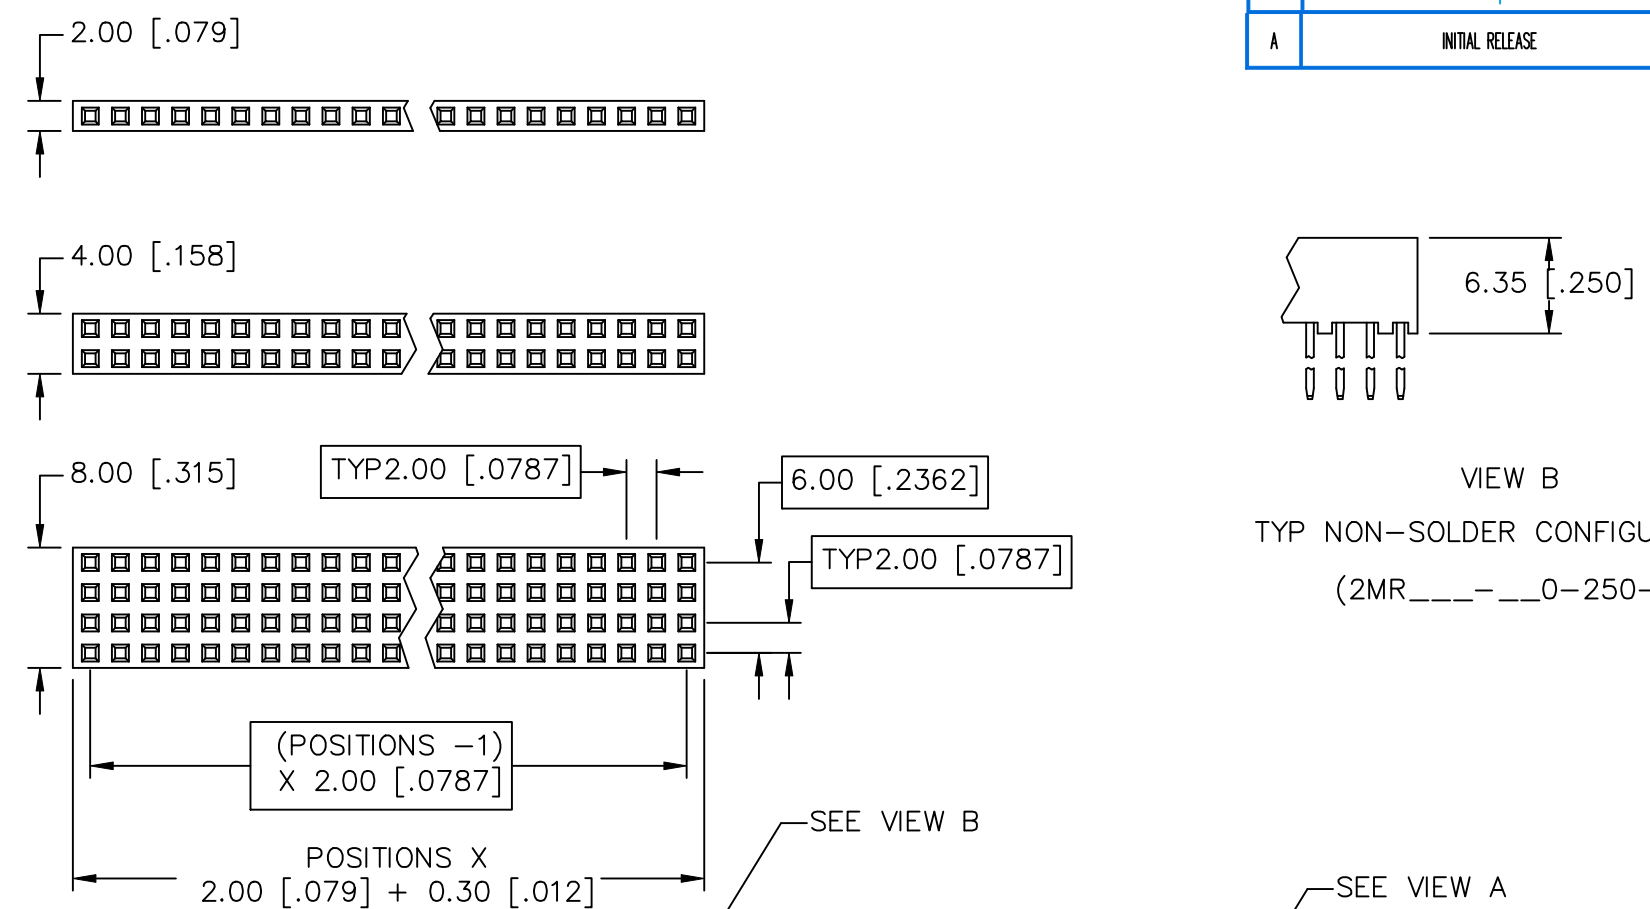 2.00 [.079]
A
INITIAL RELEASE
4.00 [.158]
6.35 [.250]
8.00 [.315]
TYP2.00 [.0787]
6.00 [.2362]
VIEW B
TYP NON-SOLDER CONFIGU
TYP2.00 [.0787]
(2MR___-__0-250-
(POSITIONS -1)
X 2.00 [.0787]
SEE VIEW B
POSITIONS X
2.00 [.079] + 0.30 [.012]
SEE VIEW A